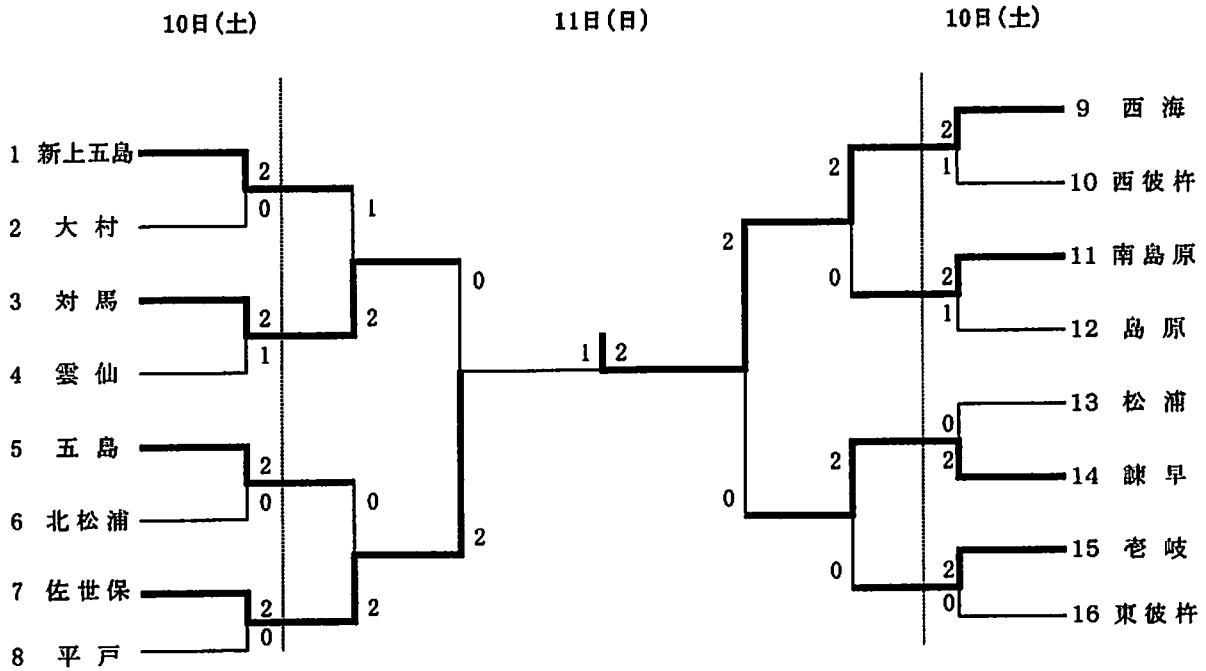 10日(土)
11日(日)
10日(土)
1 新上五島
2 大村
3 対馬
4 雲仙
5 五島
6 北松浦
7 佐世保
8 平戸
2
0
2
1
2
0
2
0
1
2
0
2
0
2
1
2
2
0
2
0
2
0
2
1
2
1
0
2
2
0
9 西海
10 西彼杵
11 南島原
12 島原
13 松浦
14 諫早
15 壱岐
16 東彼杵